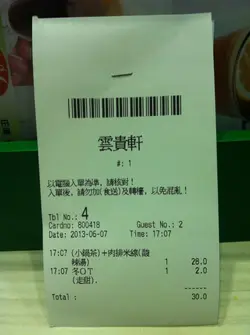 雲貴軒
#: 1
以電腦入單為準，請核對！
入單後，請勿加(食送)及轉檯，以免混亂！
Tbl No.: 4
Cardno: 800418 Guest No.: 2
Date: 2013-06-07 Time: 17:07
17:07 (小鍋茶)+肉排米線(酸 1 28.0
辣湯)
17:07 冬OT 1 2.0
(走甜).
Total : 30.0